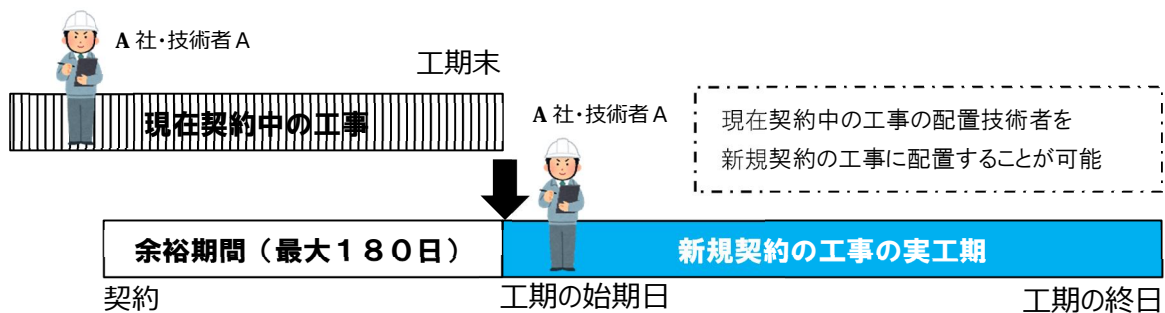 A社・技術者A
工期末
現在契約中の工事
A社・技術者A
現在契約中の工事の配置技術者を
新規契約の工事に配置することが可能
余裕期間（最大１８０日）
新規契約の工事の実工期
契約
工期の始期日
工期の終日